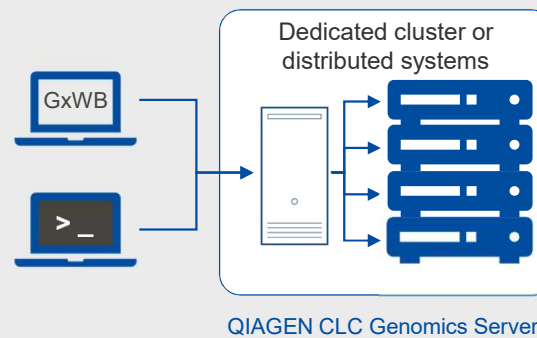 Dedicated cluster or
distributed systems
GxWB
>_
QIAGEN CLC Genomics Server